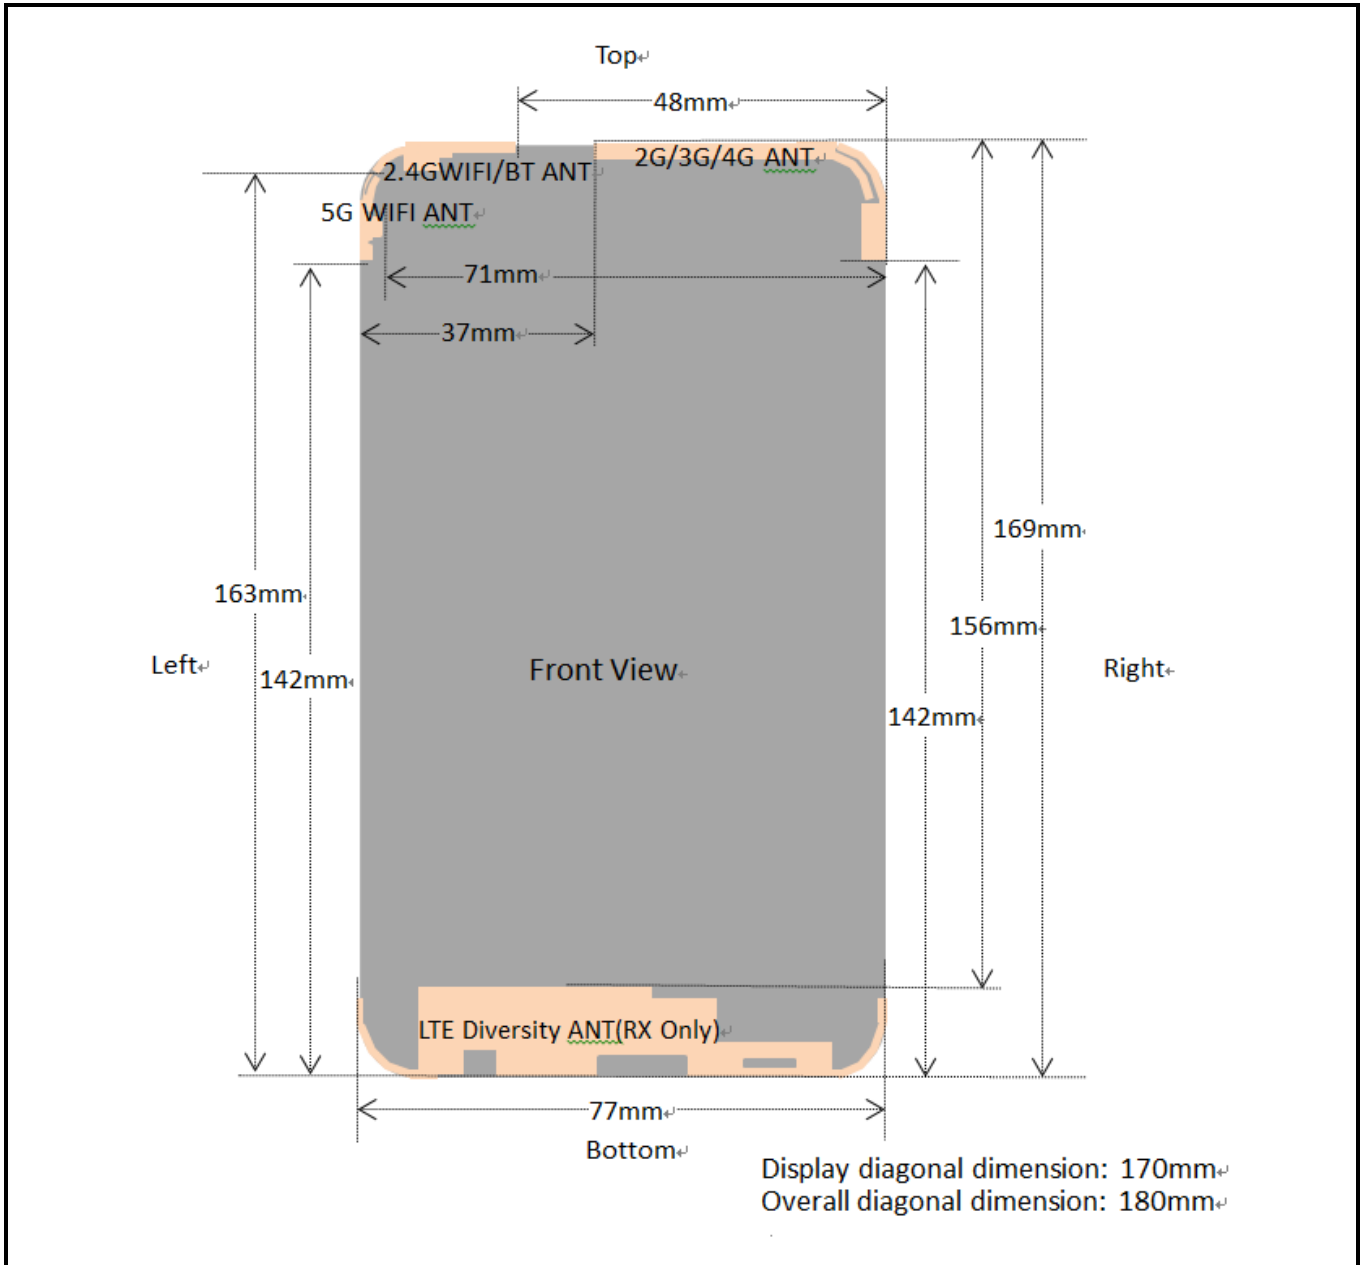 Top
48mm
2G/3G/4G ANT
2.4GWIFI/BT ANT
5G WIFI ANT
71mm
37mm
169mm
163mm
156mm
Left
Front View
Right
142mm
142mm
LTE Diversity ANT(RX Only)
77mm
Bottom
Display diagonal dimension: 170mm
Overall diagonal dimension: 180mm